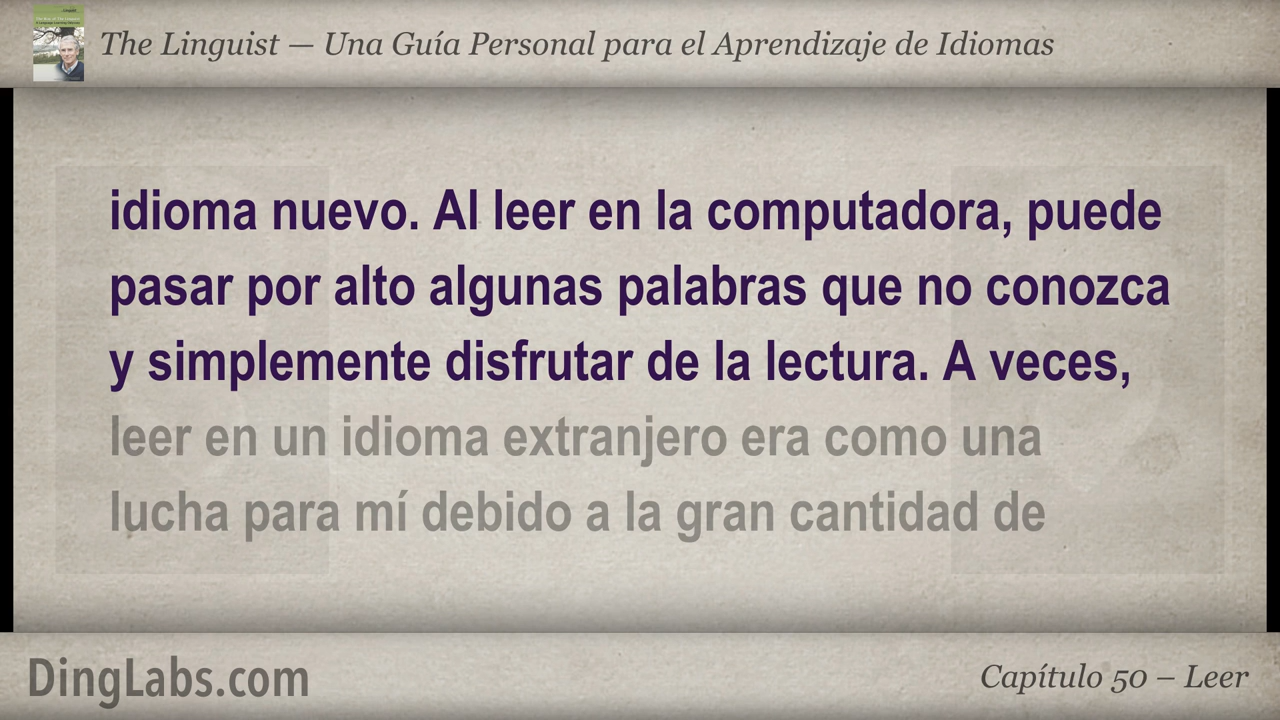 The Linguist — Una Guía Personal para el Aprendizaje de Idiomas
idioma nuevo. Al leer en la computadora, puede
pasar por alto algunas palabras que no conozca
y simplemente disfrutar de la lectura. A veces,
leer en un idioma extranjero era como una
lucha para mí debido a la gran cantidad de
DingLabs.com
Capítulo 50 – Leer